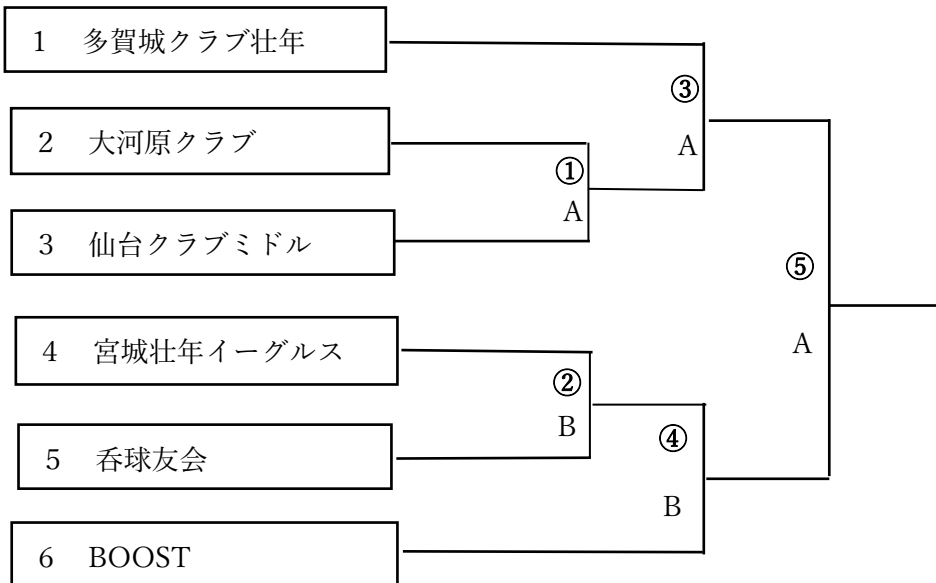 1 多賀城クラブ壮年
③
2 大河原クラブ
A
①
A
3 仙台クラブミドル
⑤
4 宮城壮年イーグルス
A
②
B
④
5 呑球友会
B
6 BOOST